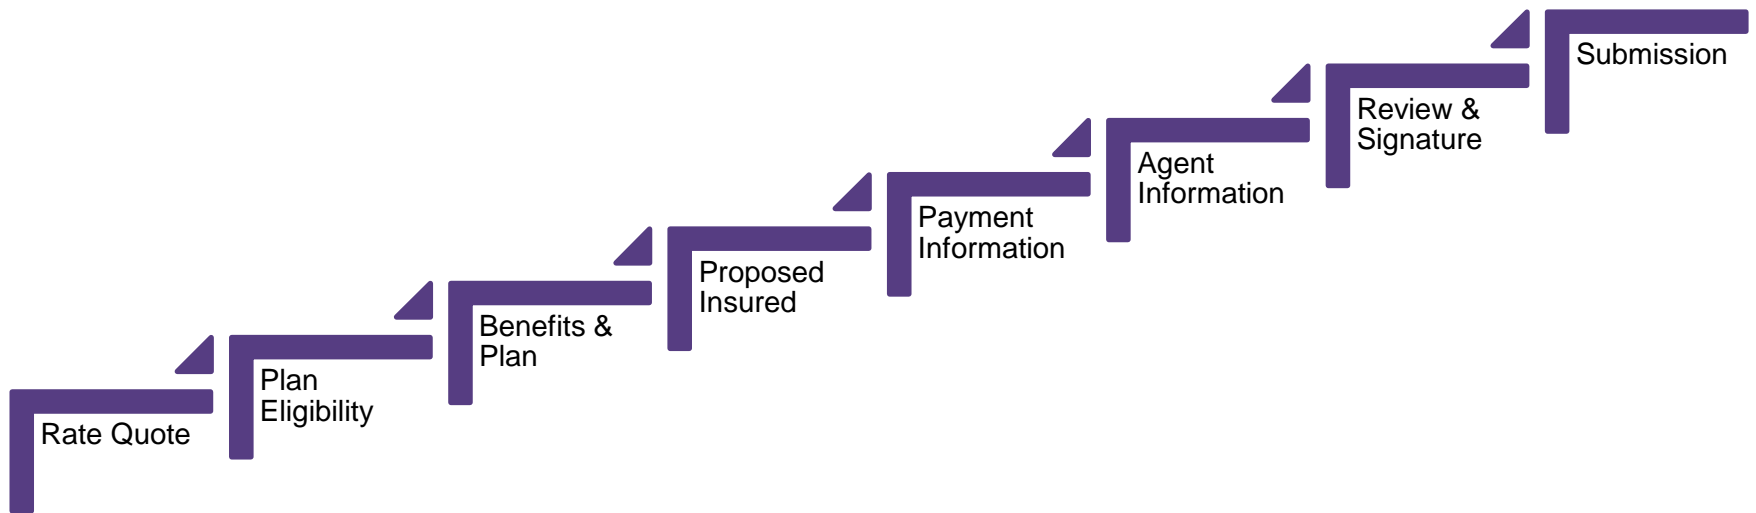 Rate Quote
Plan
Eligibility
Benefits &
Plan
Proposed
Insured
Payment
Information
Agent
Information
Review &
Signature
Submission